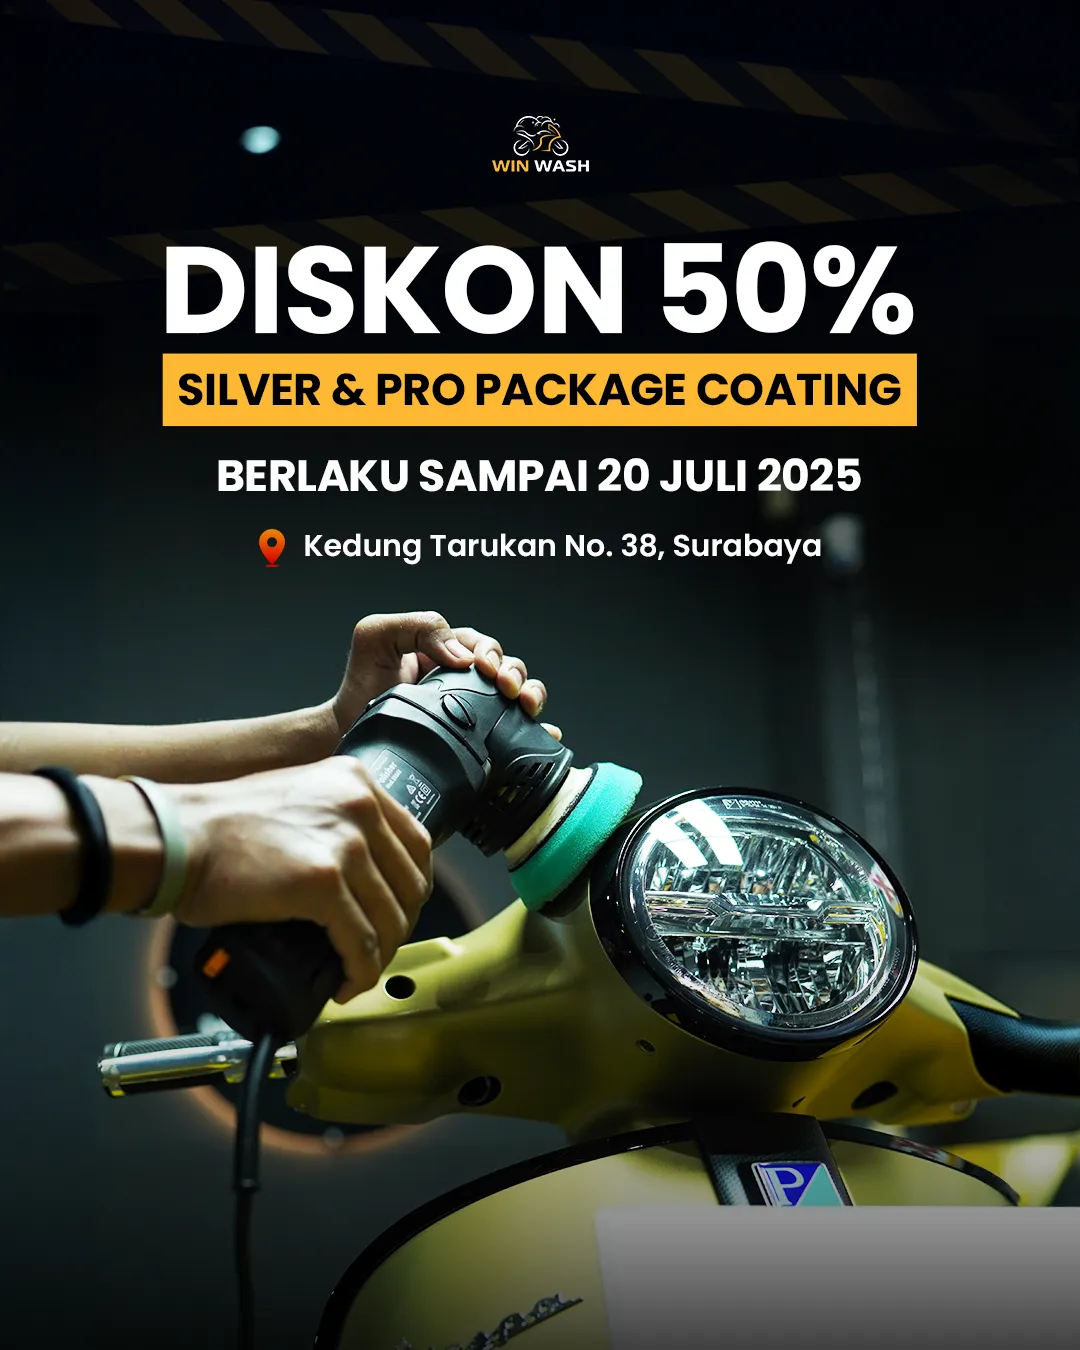 WIN WASH
DISKON 50%
SILVER & PRO PACKAGE COATING
BERLAKU SAMPAI 20 JULI 2025
Kedung Tarukan No. 38, Surabaya
P